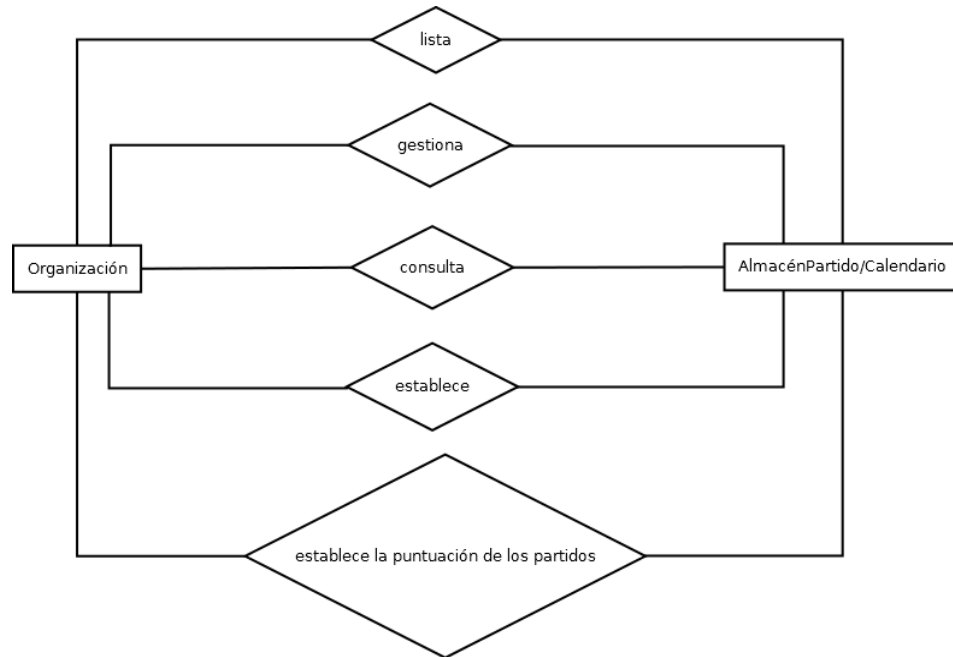 lista
gestiona
Organización
consulta
AlmacénPartido/Calendario
establece
establece la puntuación de los partidos